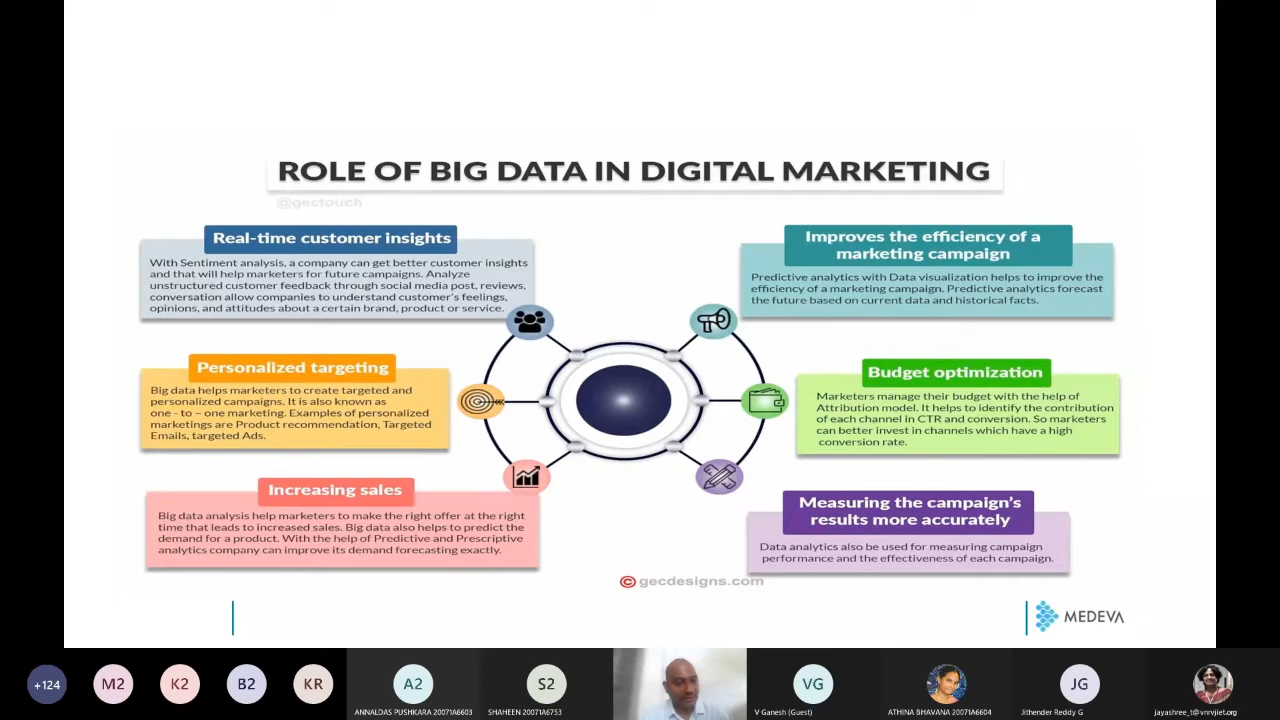 ROLE OF BIG DATA IN DIGITAL MARKETING
@gectouch
Real-time customer insights
With Sentiment analysis, a company can get better customer insights
and that will help marketers for future campaigns. Analyze
unstructured customer feedback through social media post, reviews,
conversation allow companies to understand customer's feelings,
opinions, and attitudes about a certain brand, product or service.
Personalized targeting
Big data helps marketers to create targeted and
personalized campaigns. It is also known as
one - to – one marketing. Examples of personalized
marketings are Product recommendation, Targeted
Emails, targeted Ads.
Increasing sales
Big data analysis help marketers to make the right offer at the right
time that leads to increased sales. Big data also helps to predict the
demand for a product. With the help of Predictive and Prescriptive
analytics company can improve its demand forecasting exactly.
Improves the efficiency of a
marketing campaign
Predictive analytics with Data visualization helps to improve the
efficiency of a marketing campaign. Predictive analytics forecast
the future based on current data and historical facts.
Budget optimization
Marketers manage their budget with the help of
Attribution model. It helps to identify the contribution
of each channel in CTR and conversion. So marketers
can better invest in channels which have a high
conversion rate.
Measuring the campaign's
results more accurately
Data analytics also be used for measuring campaign
performance and the effectiveness of each campaign.
© gecdesigns.com
MEDEVA
+124
M2
K2
B2
KR
A2
ANNALDAS PUSHKARA 20071A6603
S2
SHAHEEN 20071A6753
VG
V Ganesh (Guest)
ATHINA BHAVANA 20071A6604
JG
Jithender Reddy G
jayashree_t@vnrvjiet.org